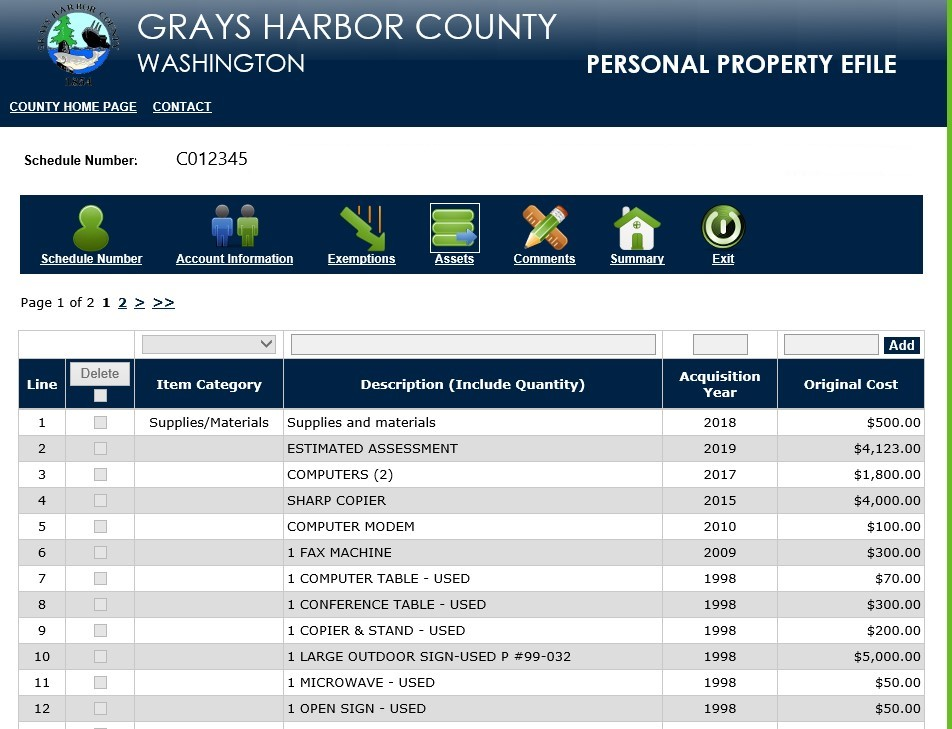 GRAYS HARBOR COUNTY
WASHINGTON
PERSONAL PROPERTY EFILE
COUNTY HOME PAGE CONTACT
Schedule Number: C012345
Schedule Number Account Information Exemptions Assets Comments Summary Exit
Page 1 of 2 1 2 > >>
Add
Line Delete Item Category Description (Include Quantity) Acquisition Year Original Cost
1 Supplies/Materials Supplies and materials 2018 $500.00
2 ESTIMATED ASSESSMENT 2019 $4,123.00
3 COMPUTERS (2) 2017 $1,800.00
4 SHARP COPIER 2015 $4,000.00
5 COMPUTER MODEM 2010 $100.00
6 1 FAX MACHINE 2009 $300.00
7 1 COMPUTER TABLE - USED 1998 $70.00
8 1 CONFERENCE TABLE - USED 1998 $300.00
9 1 COPIER & STAND - USED 1998 $200.00
10 1 LARGE OUTDOOR SIGN-USED P #99-032 1998 $5,000.00
11 1 MICROWAVE - USED 1998 $50.00
12 1 OPEN SIGN - USED 1998 $50.00